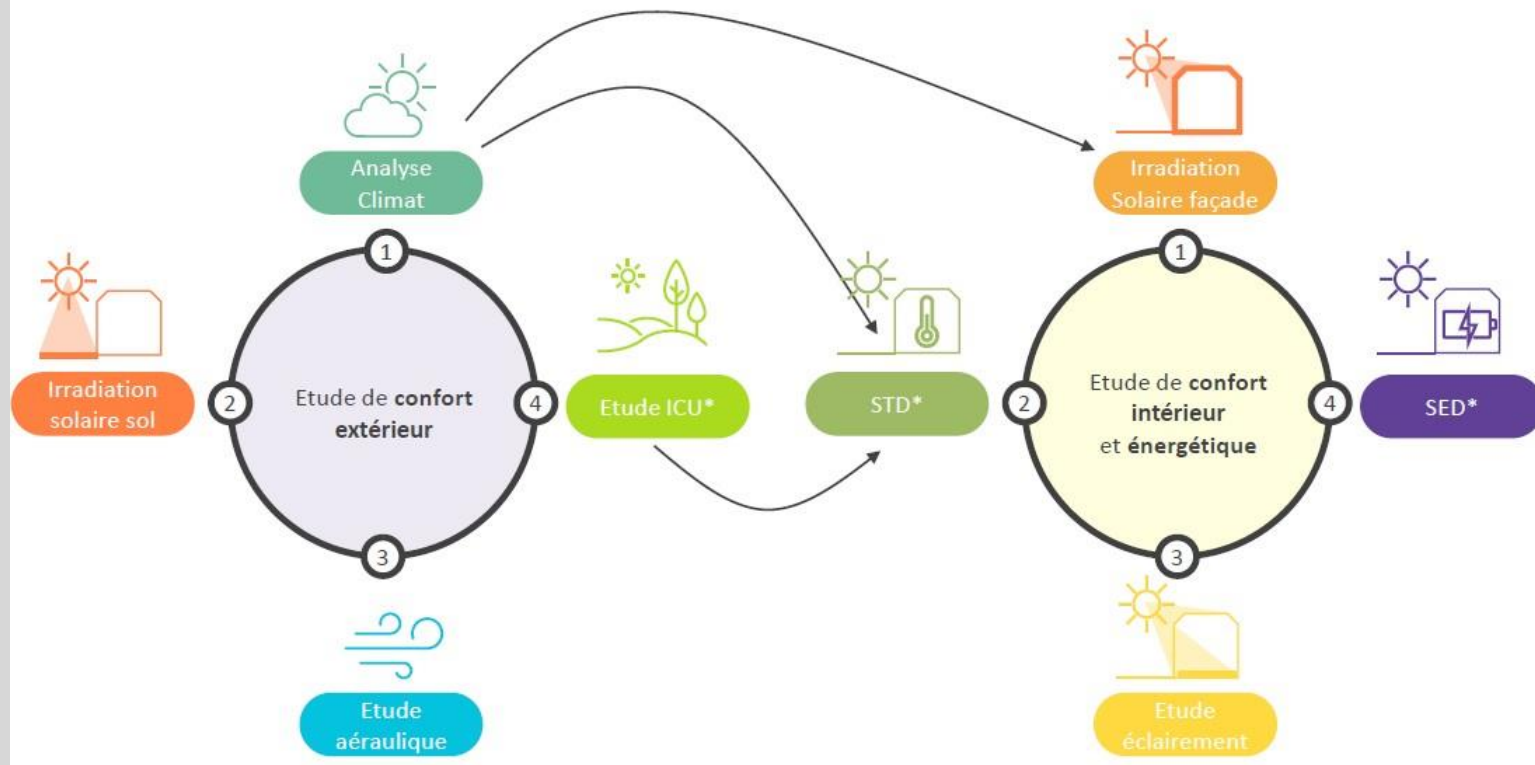 Analyse
Climat
1
Irradiation
solaire sol
2
Etude de confort
extérieur
4
Etude ICU*
3
Etude
aéraulique
Irradiation
Solaire façade
1
STD*
2
Etude de confort
intérieur
et énergétique
4
SED*
3
Etude
éclairement